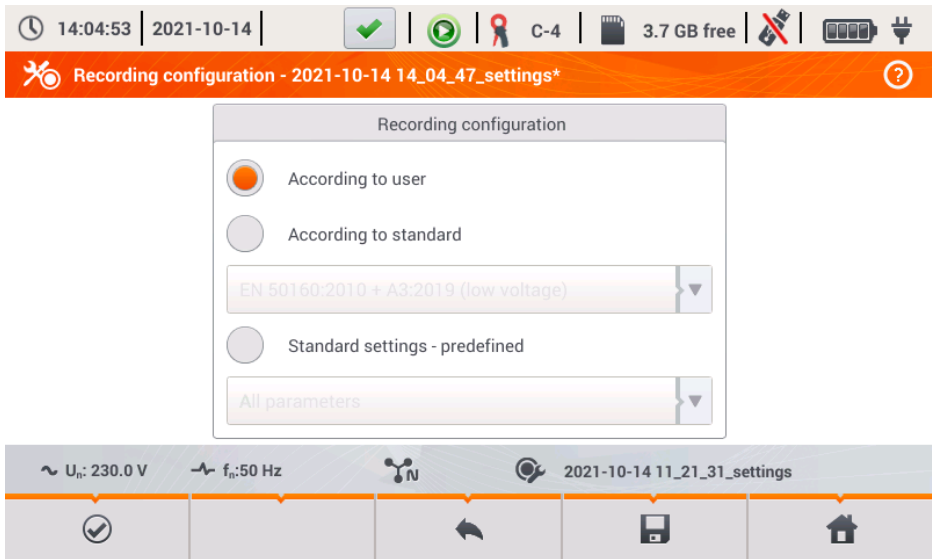 14:04:53 2021-10-14 C-4 3.7 GB free
Recording configuration - 2021-10-14 14_04_47_settings* ?
Recording configuration
According to user
According to standard
EN 50160:2010 + A3:2019 (low voltage)
Standard settings - predefined
All parameters
Un: 230.0 V fn:50 Hz N 2021-10-14 11_21_31_settings